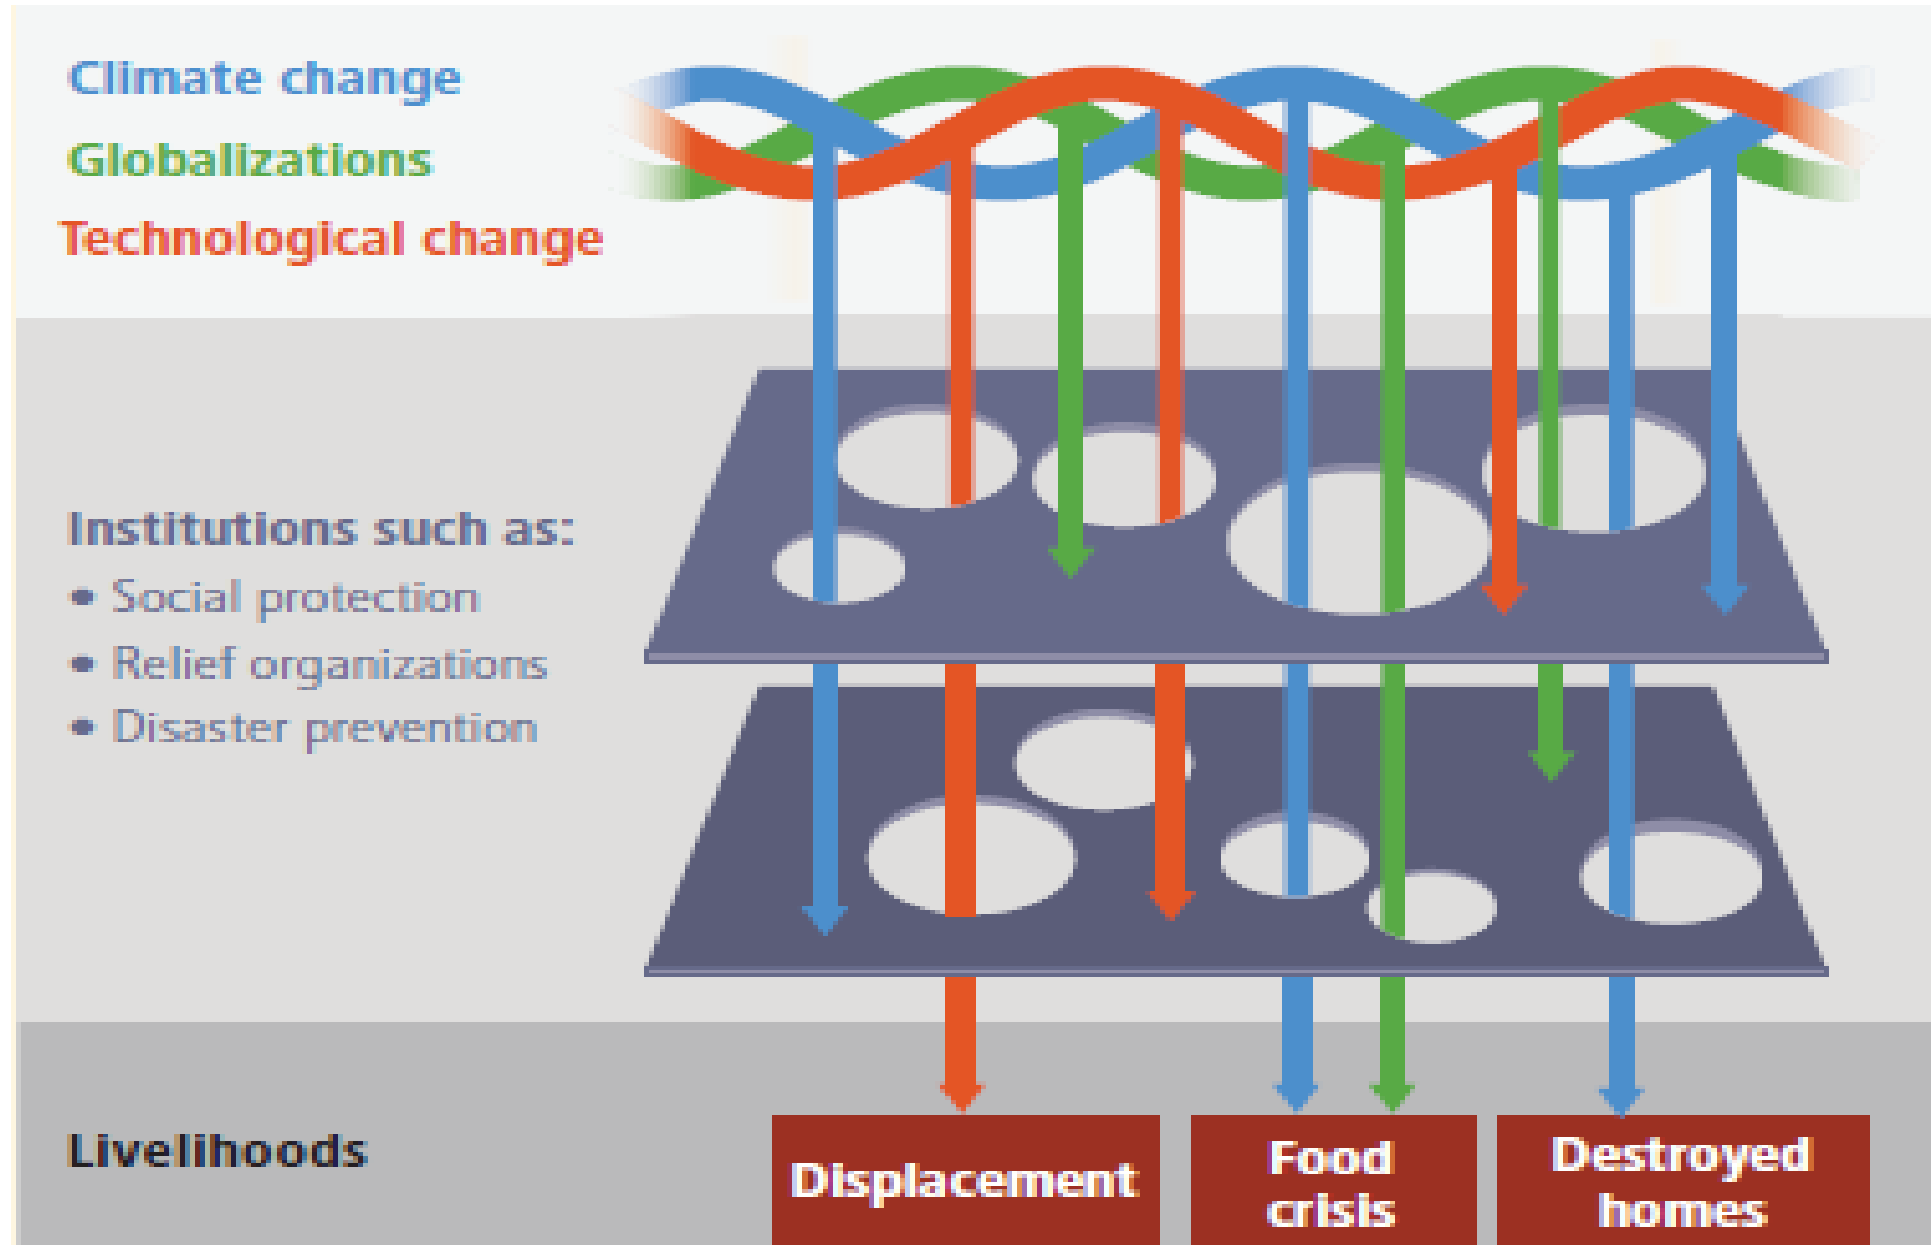 Climate change
Globalizations
Technological change
Institutions such as:
• Social protection
• Relief organizations
• Disaster prevention
Livelihoods
Displacement
Food
crisis
Destroyed
homes